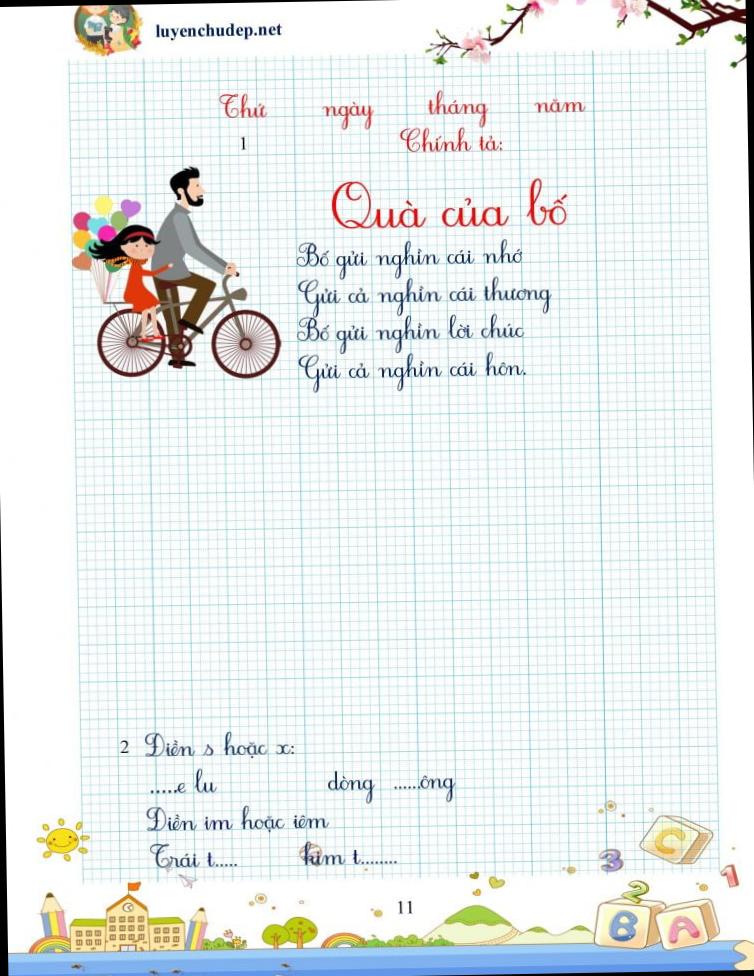 luyenchudep.net
Thứ ngày tháng năm
1 Chính tả:
Quà của bố
Bố gửi nghìn cái nhớ
Gửi cả nghìn cái thương
Bố gửi nghìn lời chúc
Gửi cả nghìn cái hôn.
2 Điền s hoặc x:
.....e lu dòng ......ông
Điền im hoặc iêm
Trái t..... kim t........
C
3
1
2
B A
11